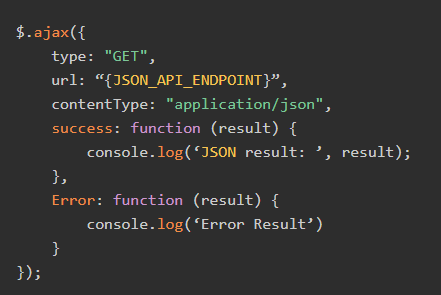 $.ajax({
    type: "GET",
    url: “{JSON_API_ENDPOINT}”,
    contentType: "application/json",
    success: function (result) {
        console.log(‘JSON result: ’, result);
    },
    Error: function (result) {
        console.log(‘Error Result’)
    }
});